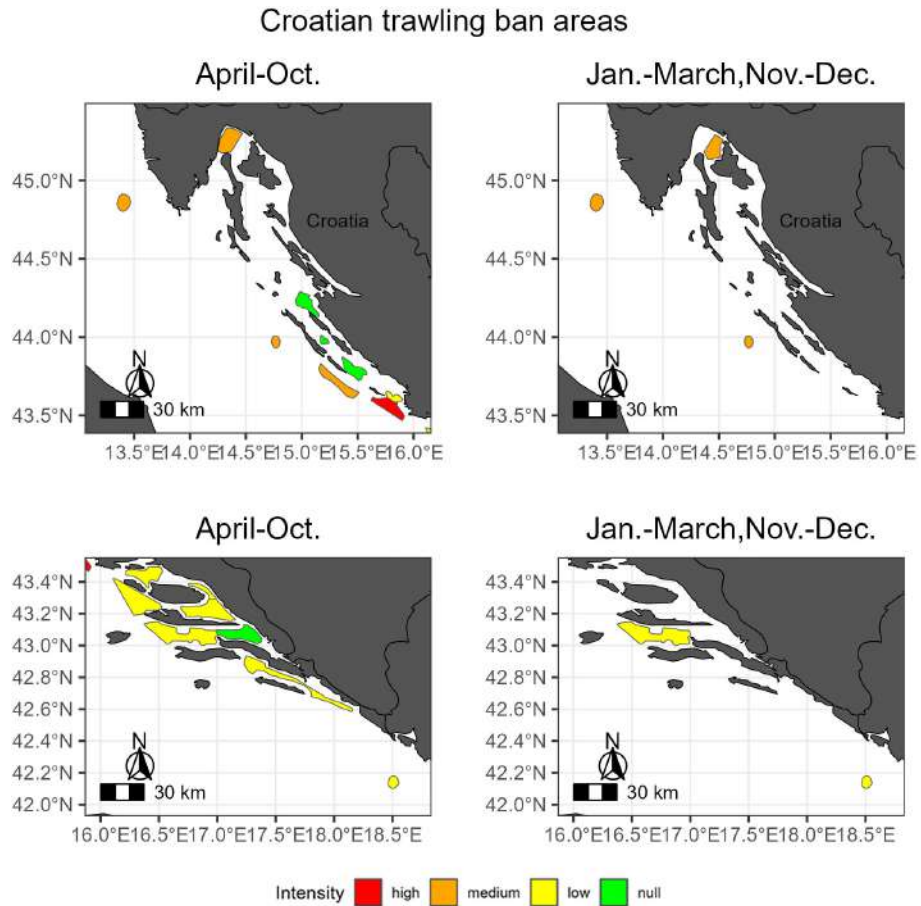 Croatian trawling ban areas
April-Oct.
Jan.-March,Nov.-Dec.
45.0°N
44.5°N
44.0°N
43.5°N
Croatia
N
30 km
13.5°E14.0°E14.5°E15.0°E15.5°E16.0°E
45.0°N
44.5°N
44.0°N
43.5°N
Croatia
N
30 km
13.5°E14.0°E14.5°E15.0°E15.5°E16.0°E
April-Oct.
Jan.-March,Nov.-Dec.
43.4°N
43.2°N
43.0°N
42.8°N
42.6°N
42.4°N
42.2°N
42.0°N
N
30 km
16.0°E16.5°E17.0°E17.5°E18.0°E18.5°E
43.4°N
43.2°N
43.0°N
42.8°N
42.6°N
42.4°N
42.2°N
42.0°N
N
30 km
16.0°E16.5°E17.0°E17.5°E18.0°E18.5°E
Intensity high medium low null